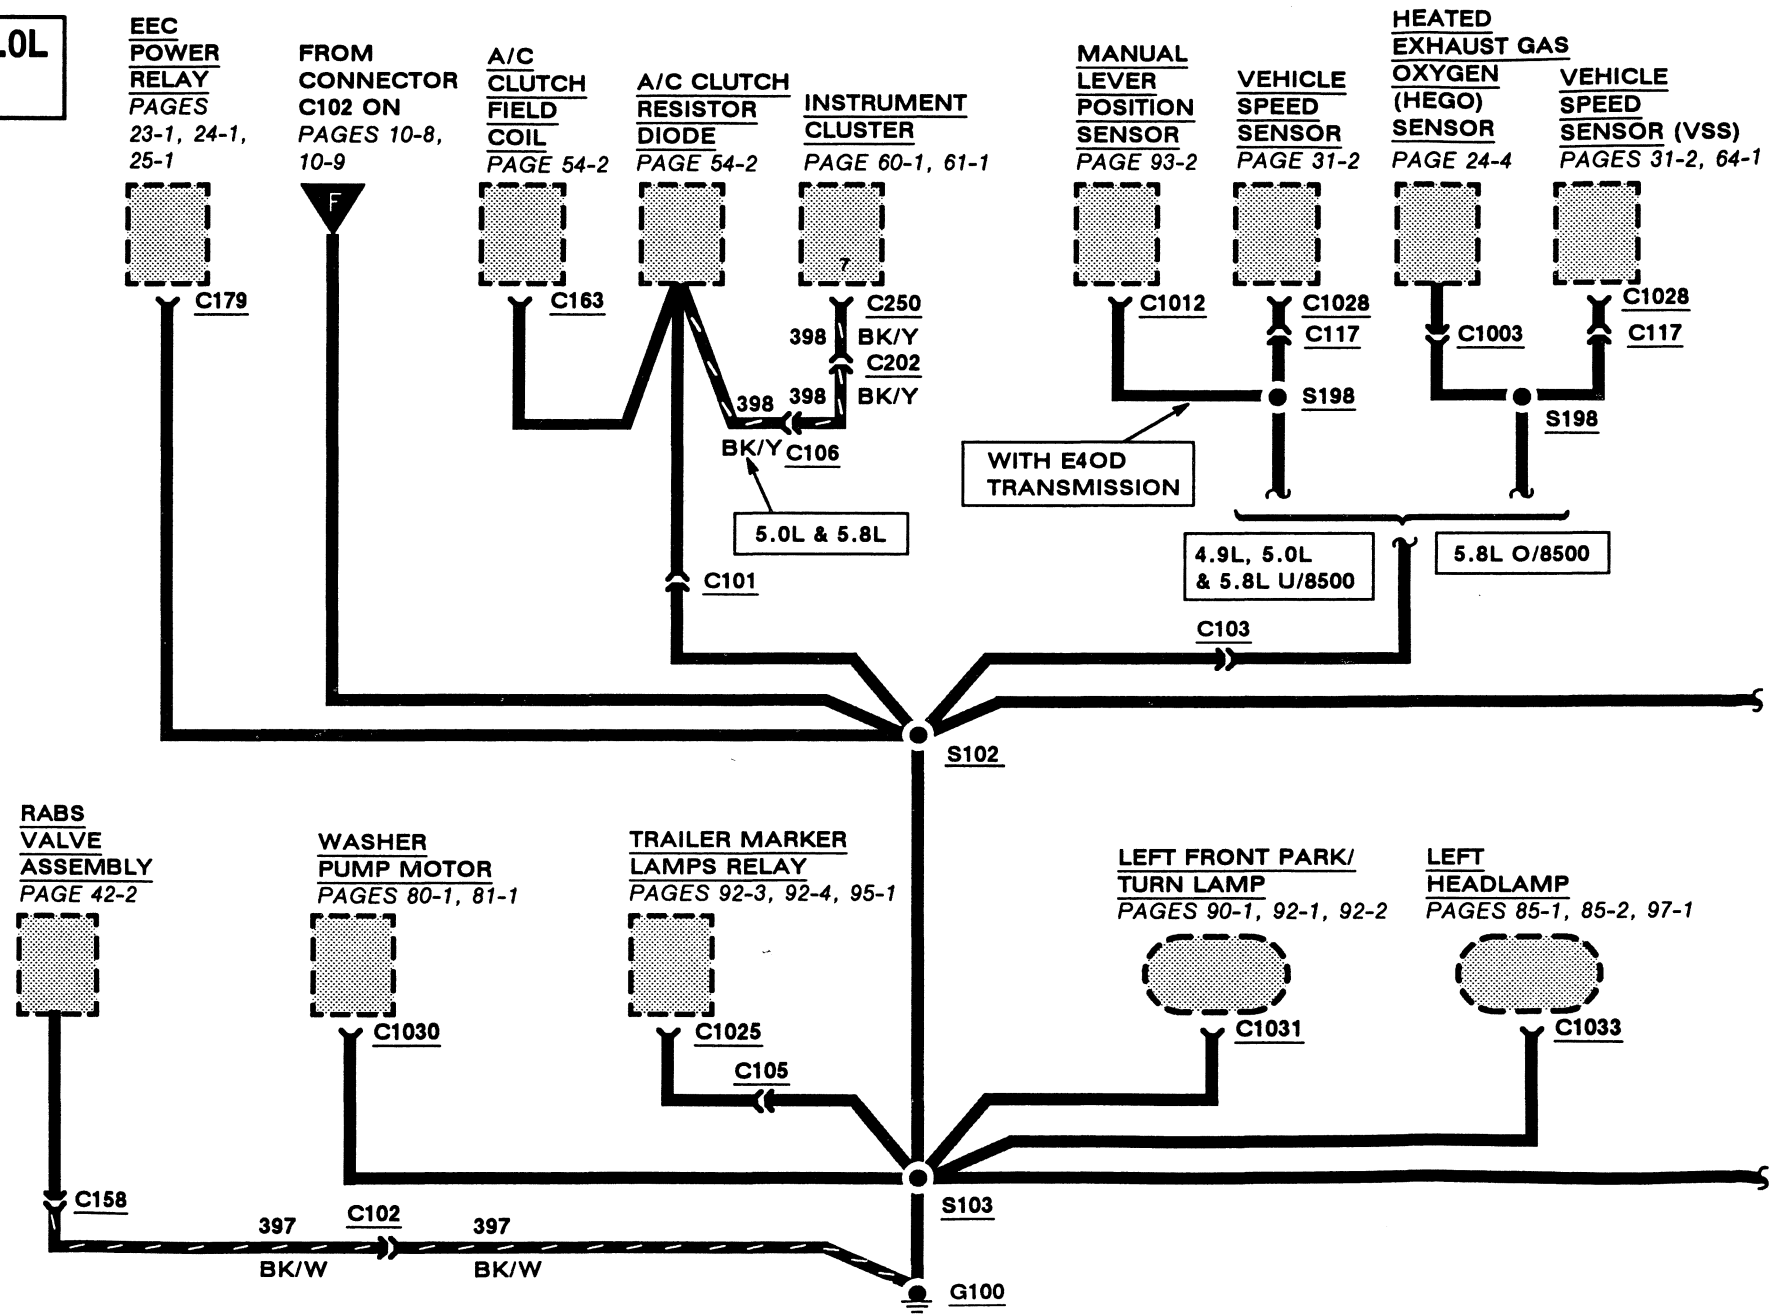 .0L
EEC
POWER
RELAY
PAGES
23-1, 24-1,
25-1
FROM
CONNECTOR
C102 ON
PAGES 10-8,
10-9
A/C
CLUTCH
FIELD
COIL
PAGE 54-2
A/C CLUTCH
RESISTOR
DIODE
PAGE 54-2
INSTRUMENT
CLUSTER
PAGE 60-1, 61-1
MANUAL
LEVER
POSITION
SENSOR
PAGE 93-2
VEHICLE
SPEED
SENSOR
PAGE 31-2
HEATED
EXHAUST GAS
OXYGEN
(HEGO)
SENSOR
PAGE 24-4
VEHICLE
SPEED
SENSOR (VSS)
PAGES 31-2, 64-1
F
7
C179
C163
C250
398 BK/Y
C202
398 398 BK/Y
BK/Y C106
5.0L & 5.8L
C101
C1012
C1028
C117
S198
C1003
C1028
C117
S198
WITH E4OD
TRANSMISSION
4.9L, 5.0L
& 5.8L U/8500
5.8L O/8500
C103
S102
RABS
VALVE
ASSEMBLY
PAGE 42-2
WASHER
PUMP MOTOR
PAGES 80-1, 81-1
TRAILER MARKER
LAMPS RELAY
PAGES 92-3, 92-4, 95-1
LEFT FRONT PARK/
TURN LAMP
PAGES 90-1, 92-1, 92-2
LEFT
HEADLAMP
PAGES 85-1, 85-2, 97-1
C1030
C1025
C105
C1031
C1033
C158
397 C102 397
BK/W BK/W
S103
G100